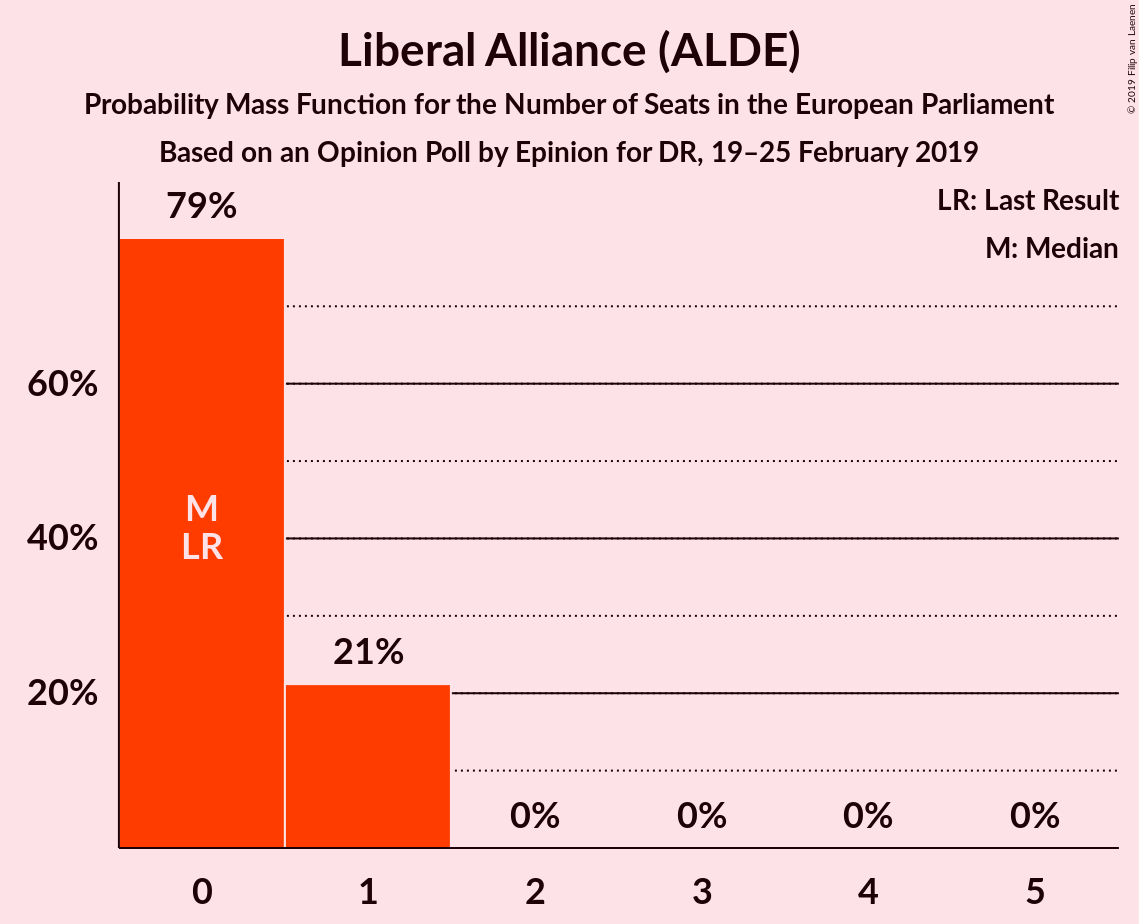 Liberal Alliance (ALDE)
Probability Mass Function for the Number of Seats in the European Parliament
Based on an Opinion Poll by Epinion for DR, 19–25 February 2019
© 2019 Filip van Laenen
LR: Last Result
M: Median
79%
60%
40%
20%
M
LR
21%
0%
0%
0%
0%
0
1
2
3
4
5